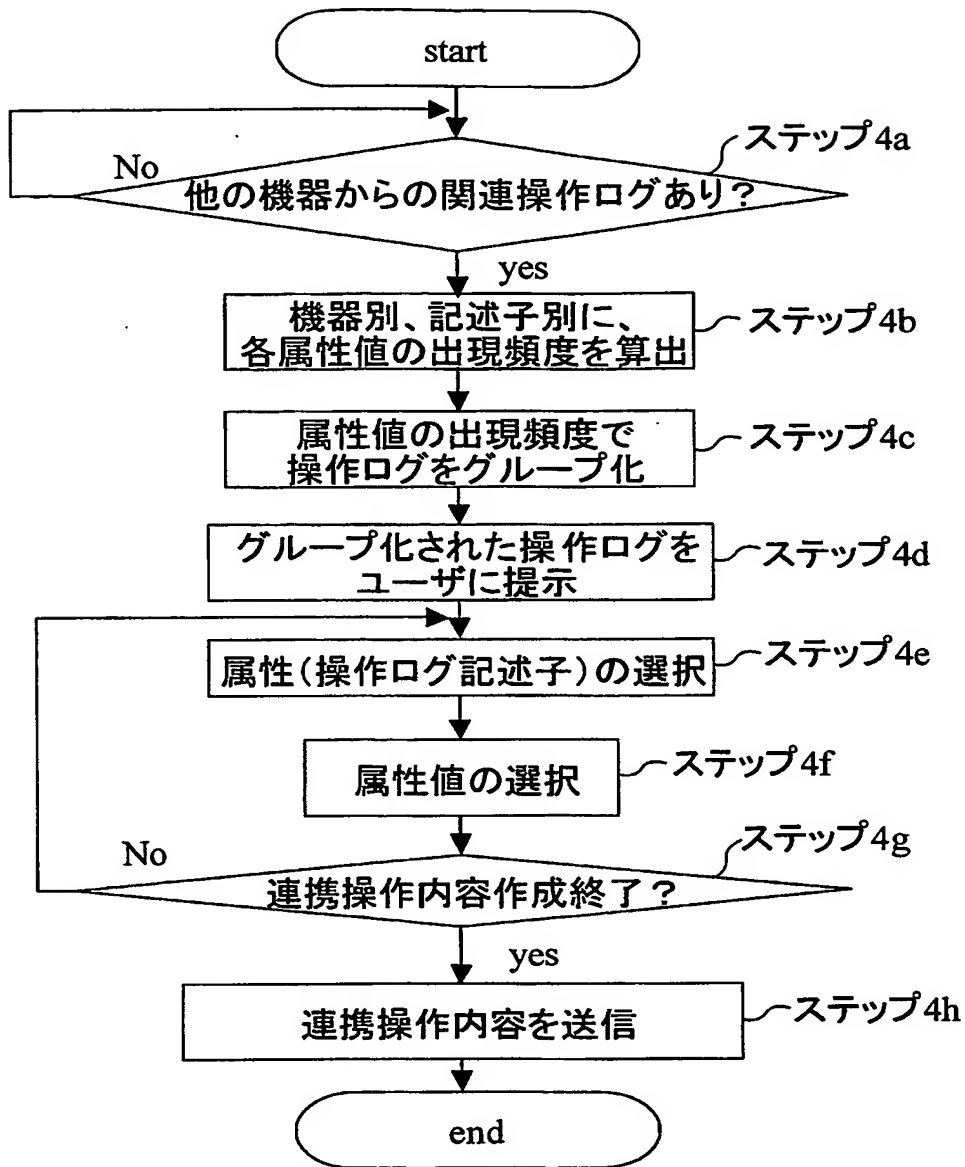 start
ステップ4a
No
他の機器からの関連操作ログあり?
yes
機器別、記述子別に、
各属性値の出現頻度を算出
ステップ4b
属性値の出現頻度で
操作ログをグループ化
ステップ4c
グループ化された操作ログを
ユーザに提示
ステップ4d
属性(操作ログ記述子)の選択
ステップ4e
属性値の選択
ステップ4f
ステップ4g
No
連携操作内容作成終了?
yes
連携操作内容を送信
ステップ4h
end